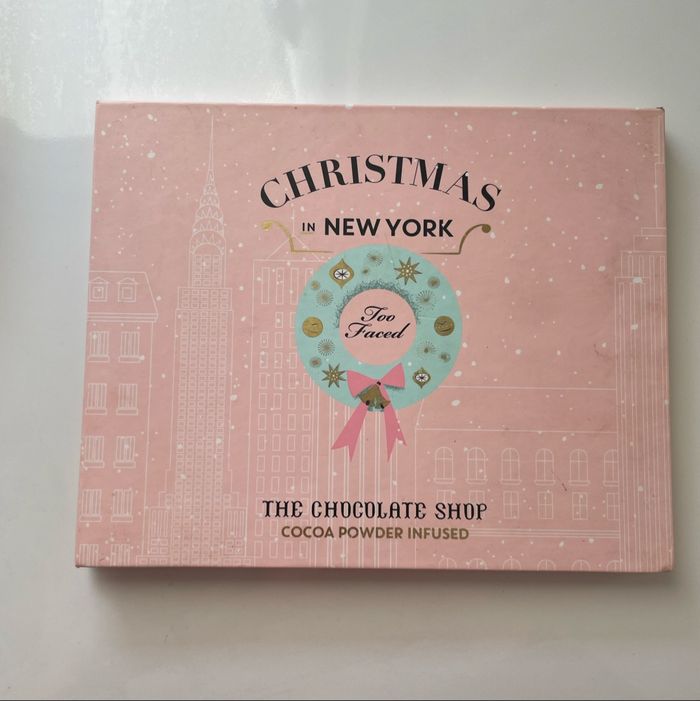 CHRISTMAS
IN NEW YORK
Too
Faced
THE CHOCOLATE SHOP
COCOA POWDER INFUSED